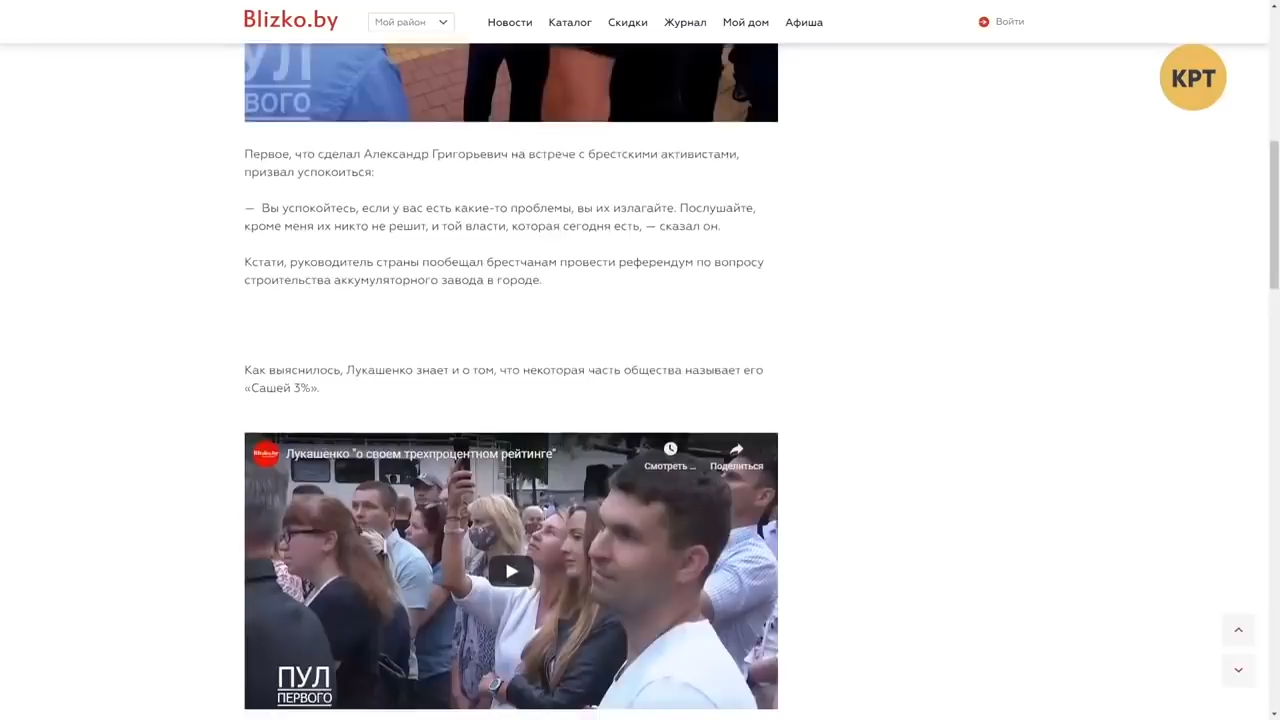 Blizko.by
Мой район
Новости
Каталог
Скидки
Журнал
Мой дом
Афиша
Войти
КРТ
ПУЛ
ПЕРВОГО
Первое, что сделал Александр Григорьевич на встрече с брестскими активистами,
призвал успокоиться:
— Вы успокойтесь, если у вас есть какие-то проблемы, вы их излагайте. Послушайте,
кроме меня их никто не решит, и той власти, которая сегодня есть, — сказал он.
Кстати, руководитель страны пообещал брестчанам провести референдум по вопросу
строительства аккумуляторного завода в городе.
Как выяснилось, Лукашенко знает и о том, что некоторая часть общества называет его
«Сашей 3%».
Blizko.by
Лукашенко "о своем трехпроцентном рейтинге"
Смотреть ...
Поделиться
ПУЛ
ПЕРВОГО